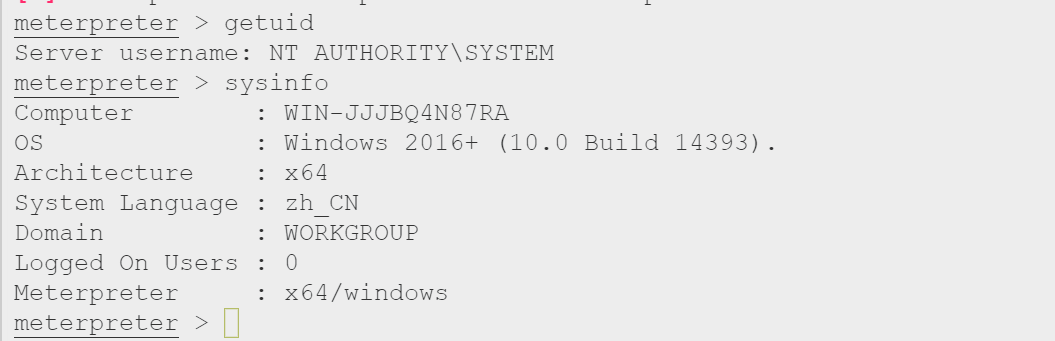 meterpreter > getuid
Server username: NT AUTHORITY\SYSTEM
meterpreter > sysinfo
Computer        : WIN-JJJBQ4N87RA
OS              : Windows 2016+ (10.0 Build 14393).
Architecture    : x64
System Language : zh_CN
Domain          : WORKGROUP
Logged On Users : 0
Meterpreter     : x64/windows
meterpreter >